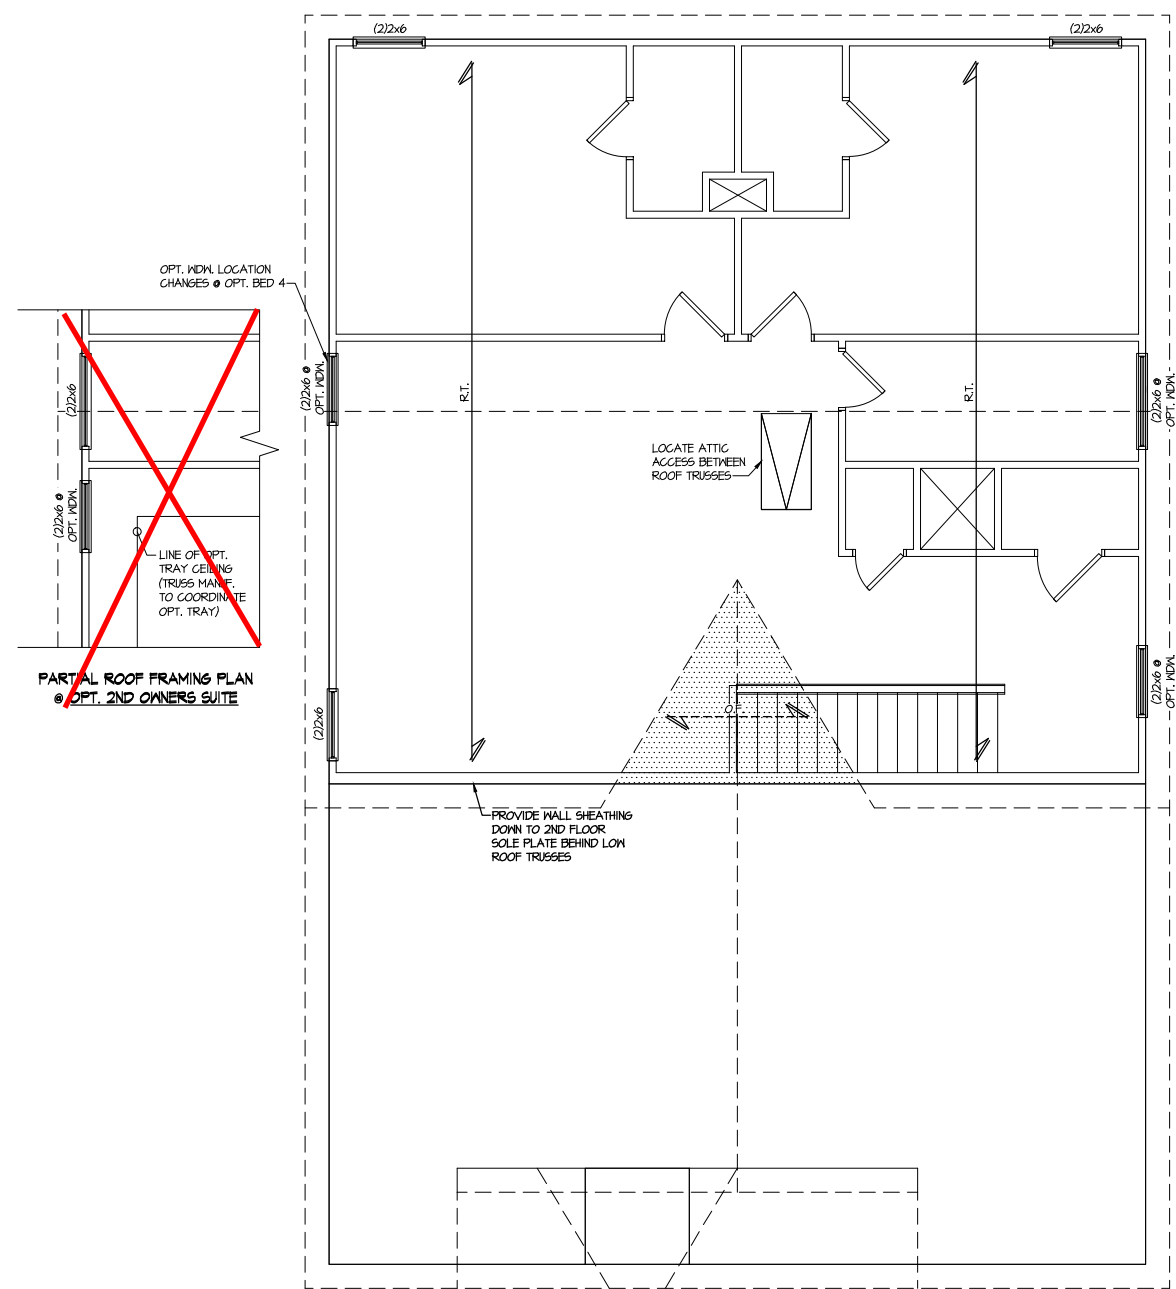 (2)2x6
(2)2x6
OPT. WDW. LOCATION
CHANGES @ OPT. BED 4
(2)2x6 @
OPT. WDW.
R.T.
R.T.
(2)2x6 @
OPT. WDW.
LOCATE ATTIC
ACCESS BETWEEN
ROOF TRUSSES
(2)2x6
(2)2x6 @
OPT. WDW.
LINE OF OPT.
TRAY CEILING
(TRUSS MANUF.
TO COORDINATE
OPT. TRAY)
PARTIAL ROOF FRAMING PLAN
@ OPT. 2ND OWNERS SUITE
(2)2x6
(2)2x6 @
OPT. WDW.
PROVIDE WALL SHEATHING
DOWN TO 2ND FLOOR
SOLE PLATE BEHIND LOW
ROOF TRUSSES